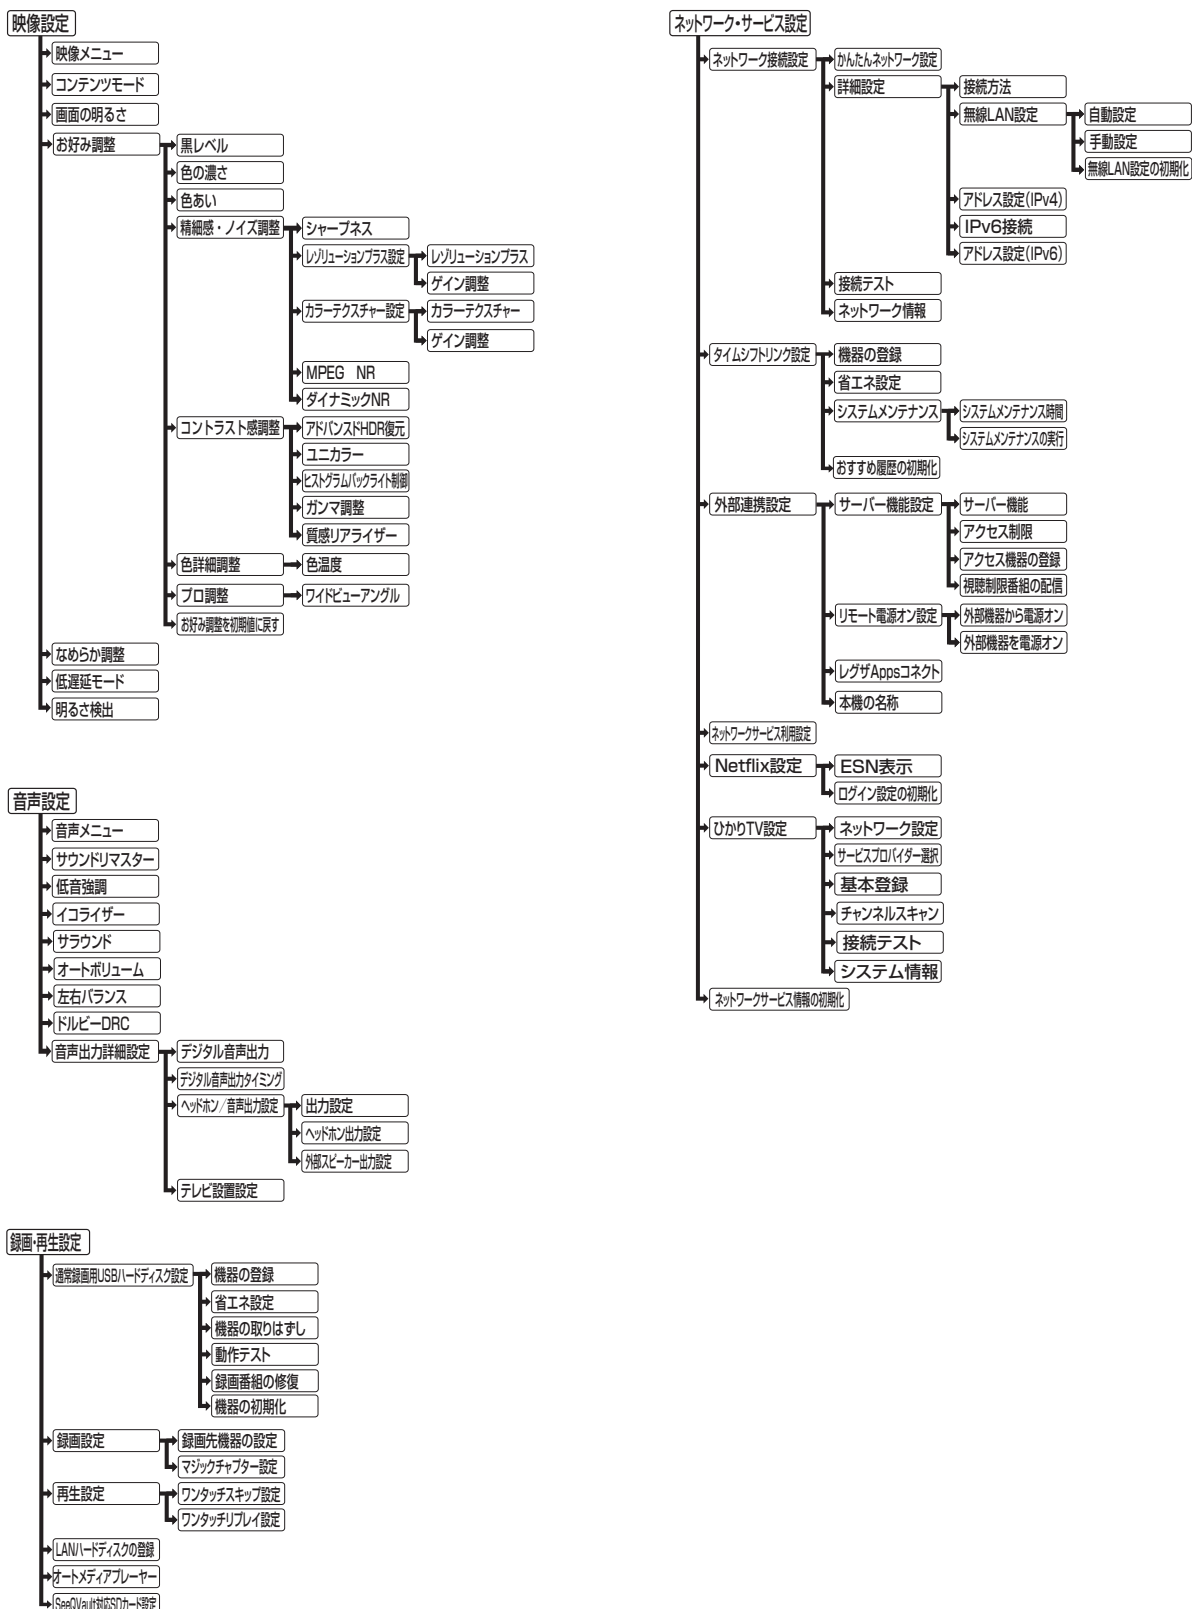 映像設定
映像メニュー
コンテンツモード
画面の明るさ
お好み調整
黒レベル
色の濃さ
色あい
精細感・ノイズ調整
シャープネス
レゾリューションプラス設定
レゾリューションプラス
ゲイン調整
カラーテクスチャー設定
カラーテクスチャー
ゲイン調整
MPEG NR
ダイナミックNR
コントラスト感調整
アドバンスドHDR復元
ユニカラー
ヒストグラムバックライト制御
ガンマ調整
質感リアライザー
色詳細調整
色温度
プロ調整
ワイドビューアングル
お好み調整を初期値に戻す
なめらか調整
低遅延モード
明るさ検出
音声設定
音声メニュー
サウンドリマスター
低音強調
イコライザー
サラウンド
オートボリューム
左右バランス
ドルビーDRC
音声出力詳細設定
デジタル音声出力
デジタル音声出力タイミング
ヘッドホン/音声出力設定
出力設定
ヘッドホン出力設定
外部スピーカー出力設定
テレビ設置設定
録画・再生設定
通常録画用USBハードディスク設定
機器の登録
省エネ設定
機器の取りはずし
動作テスト
録画番組の修復
機器の初期化
録画設定
録画先機器の設定
マジックチャプター設定
再生設定
ワンタッチスキップ設定
ワンタッチリプレイ設定
LANハードディスクの登録
オートメディアプレーヤー
SeeQVault対応SDカード設定
ネットワーク・サービス設定
ネットワーク接続設定
かんたんネットワーク設定
詳細設定
接続方法
無線LAN設定
自動設定
手動設定
無線LAN設定の初期化
アドレス設定(IPv4)
IPv6接続
アドレス設定(IPv6)
接続テスト
ネットワーク情報
タイムシフトリンク設定
機器の登録
省エネ設定
システムメンテナンス
システムメンテナンス時間
システムメンテナンスの実行
おすすめ履歴の初期化
外部連携設定
サーバー機能設定
サーバー機能
アクセス制限
アクセス機器の登録
視聴制限番組の配信
リモート電源オン設定
外部機器から電源オン
外部機器を電源オン
レグザAppsコネクト
本機の名称
ネットワークサービス利用設定
Netflix設定
ESN表示
ログイン設定の初期化
ひかりTV設定
ネットワーク設定
サービスプロバイダー選択
基本登録
チャンネルスキャン
接続テスト
システム情報
ネットワークサービス情報の初期化